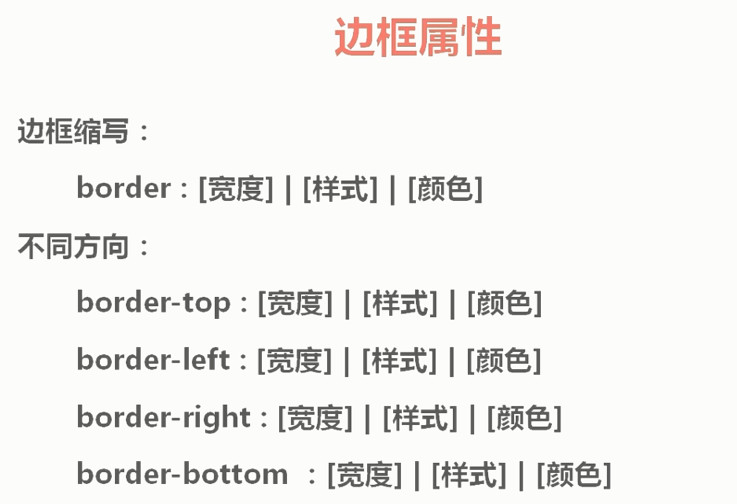 边框属性
边框缩写：
border : [宽度] | [样式] | [颜色]
不同方向：
border-top : [宽度] | [样式] | [颜色]
border-left : [宽度] | [样式] | [颜色]
border-right : [宽度] | [样式] | [颜色]
border-bottom : [宽度] | [样式] | [颜色]